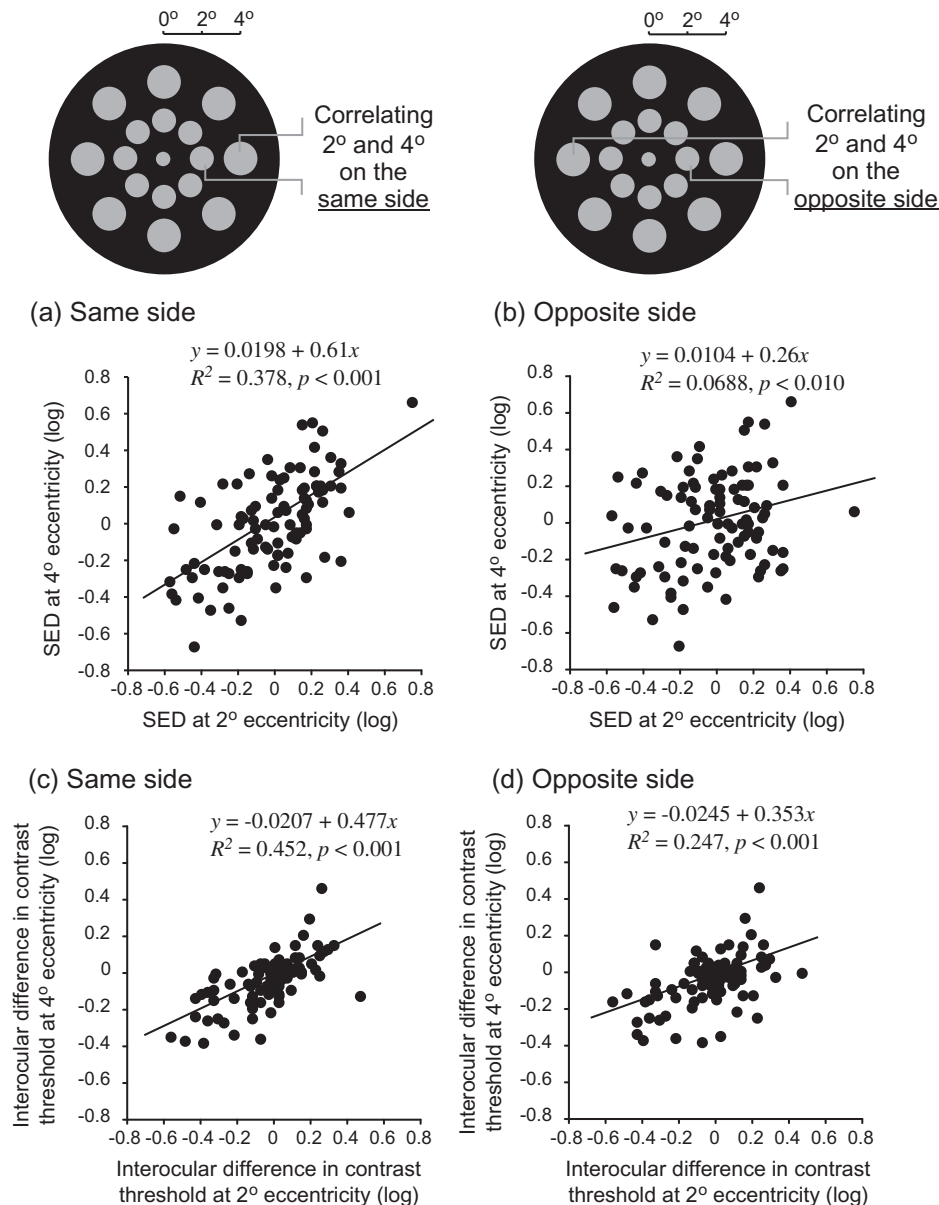 0º 2º 4º
Correlating
2º and 4º
on the
same side
0º 2º 4º
Correlating
2º and 4º
on the
opposite side
(a) Same side
y = 0.0198 + 0.61x
R² = 0.378, p < 0.001
SED at 4º eccentricity (log)
0.8
0.6
0.4
0.2
0
-0.2
-0.4
-0.6
-0.8
-0.8 -0.6 -0.4 -0.2 0 0.2 0.4 0.6 0.8
SED at 2º eccentricity (log)
(b) Opposite side
y = 0.0104 + 0.26x
R² = 0.0688, p < 0.010
SED at 4º eccentricity (log)
0.8
0.6
0.4
0.2
0
-0.2
-0.4
-0.6
-0.8
-0.8 -0.6 -0.4 -0.2 0 0.2 0.4 0.6 0.8
SED at 2º eccentricity (log)
(c) Same side
y = -0.0207 + 0.477x
R² = 0.452, p < 0.001
Interocular difference in contrast
threshold at 4º eccentricity (log)
0.8
0.6
0.4
0.2
0
-0.2
-0.4
-0.6
-0.8
-0.8 -0.6 -0.4 -0.2 0 0.2 0.4 0.6 0.8
Interocular difference in contrast
threshold at 2º eccentricity (log)
(d) Opposite side
y = -0.0245 + 0.353x
R² = 0.247, p < 0.001
Interocular difference in contrast
threshold at 4º eccentricity (log)
0.8
0.6
0.4
0.2
0
-0.2
-0.4
-0.6
-0.8
-0.8 -0.6 -0.4 -0.2 0 0.2 0.4 0.6 0.8
Interocular difference in contrast
threshold at 2º eccentricity (log)